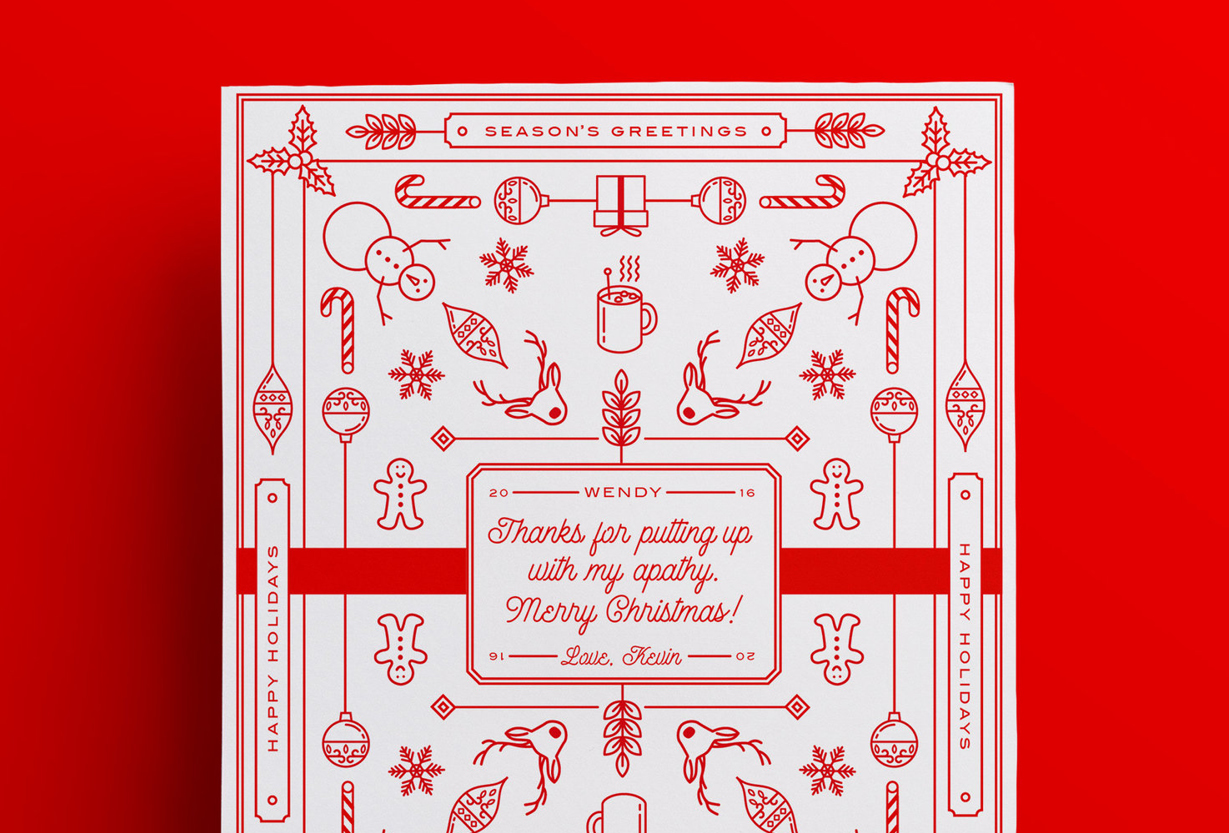 SEASON'S GREETINGS
20 WENDY 16
Thanks for putting up
with my apathy.
Merry Christmas!
16 Love, Kevin 20
HAPPY HOLIDAYS
HAPPY HOLIDAYS